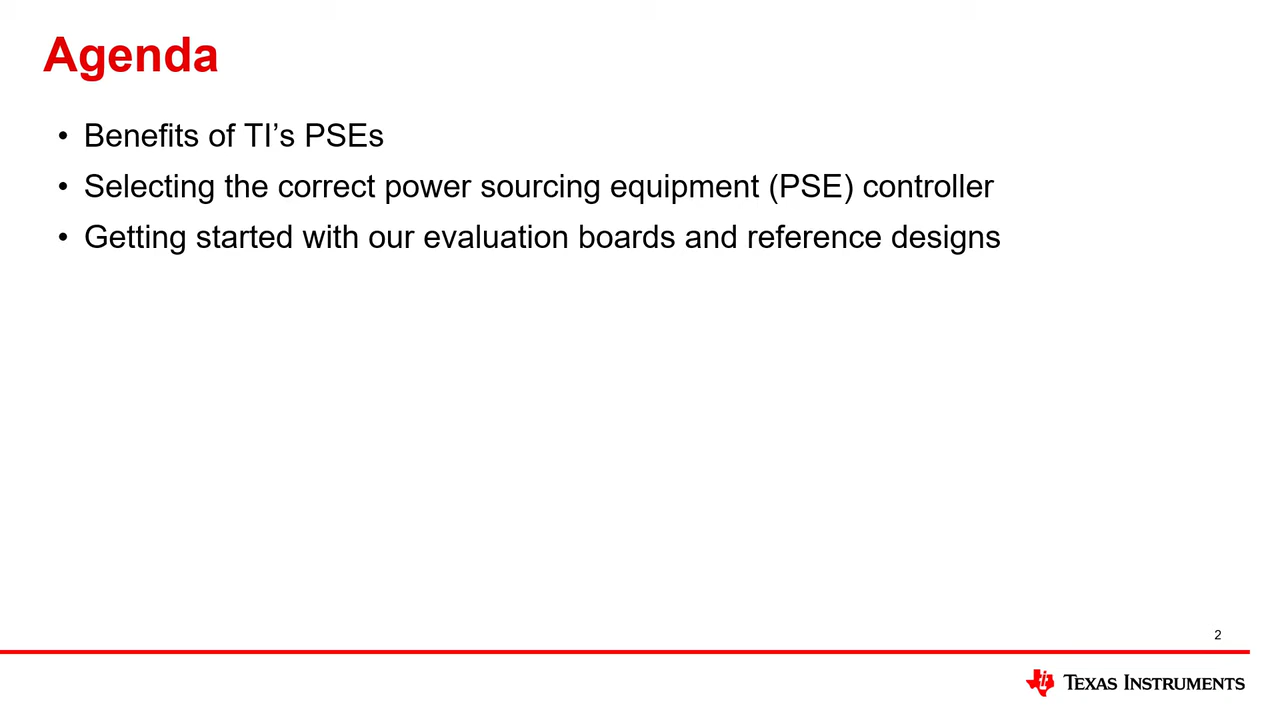 Agenda
• Benefits of TI’s PSEs
• Selecting the correct power sourcing equipment (PSE) controller
• Getting started with our evaluation boards and reference designs
2
TEXAS INSTRUMENTS